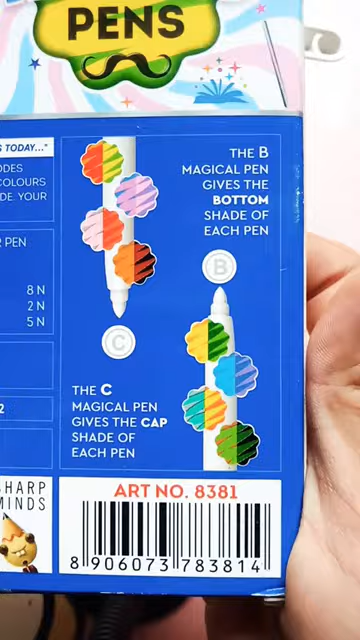 PENS
S TODAY..."
ODES
COLOURS
DE. YOUR
THE B
MAGICAL PEN
GIVES THE
BOTTOM
SHADE OF
EACH PEN
R PEN
8 N
2 N
5 N
B
C
THE C
MAGICAL PEN
GIVES THE CAP
SHADE OF
EACH PEN
2
SHARP
MINDS
ART NO. 8381
8 906073 783814